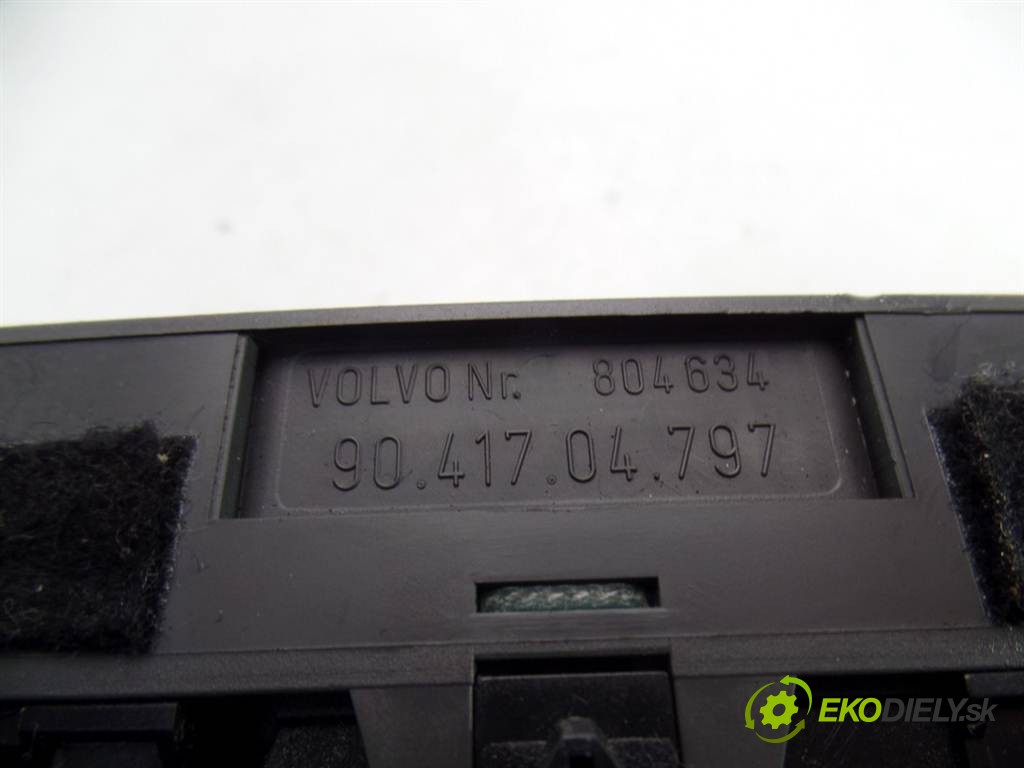 VOLVO Nr. 804634
90.417.04.797
EKODIELY.sk